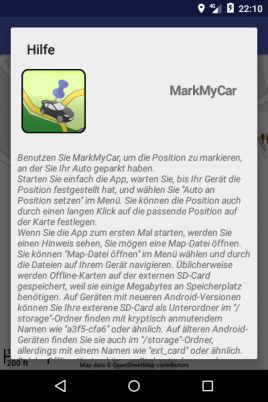 22:10
Hilfe
MarkMyCar
Benutzen Sie MarkMyCar, um die Position zu markieren,
an der Sie Ihr Auto geparkt haben.
Starten Sie einfach die App, warten Sie, bis Ihr Gerät die
Position festgestellt hat, und wählen Sie "Auto an
Position setzen" im Menü. Sie können die Position auch
durch einen langen Klick auf die passende Position auf
der Karte festlegen.
Wenn Sie die App zum ersten Mal starten, werden Sie
einen Hinweis sehen, Sie mögen eine Map-Datei öffnen.
Sie können "Map-Datei öffnen" im Menü wählen und durch
die Dateien auf Ihrem Gerät navigieren. Üblicherweise
werden Offline-Karten auf der externen SD-Card
gespeichert, weil sie einige Megabytes an Speicherplatz
benötigen. Auf Geräten mit neueren Android-Versionen
können Sie Ihre externe SD-Card als Unterordner im "/
storage"-Ordner finden mit kryptisch anmutendem
Namen wie "a3f5-cfa6" oder ähnlich. Auf älteren Android-
Geräten finden Sie sie auch im "/storage"-Ordner,
allerdings mit einem Namen wie "ext_card" oder ähnlich.
200 ft
Map data © OpenStreetMap contributors